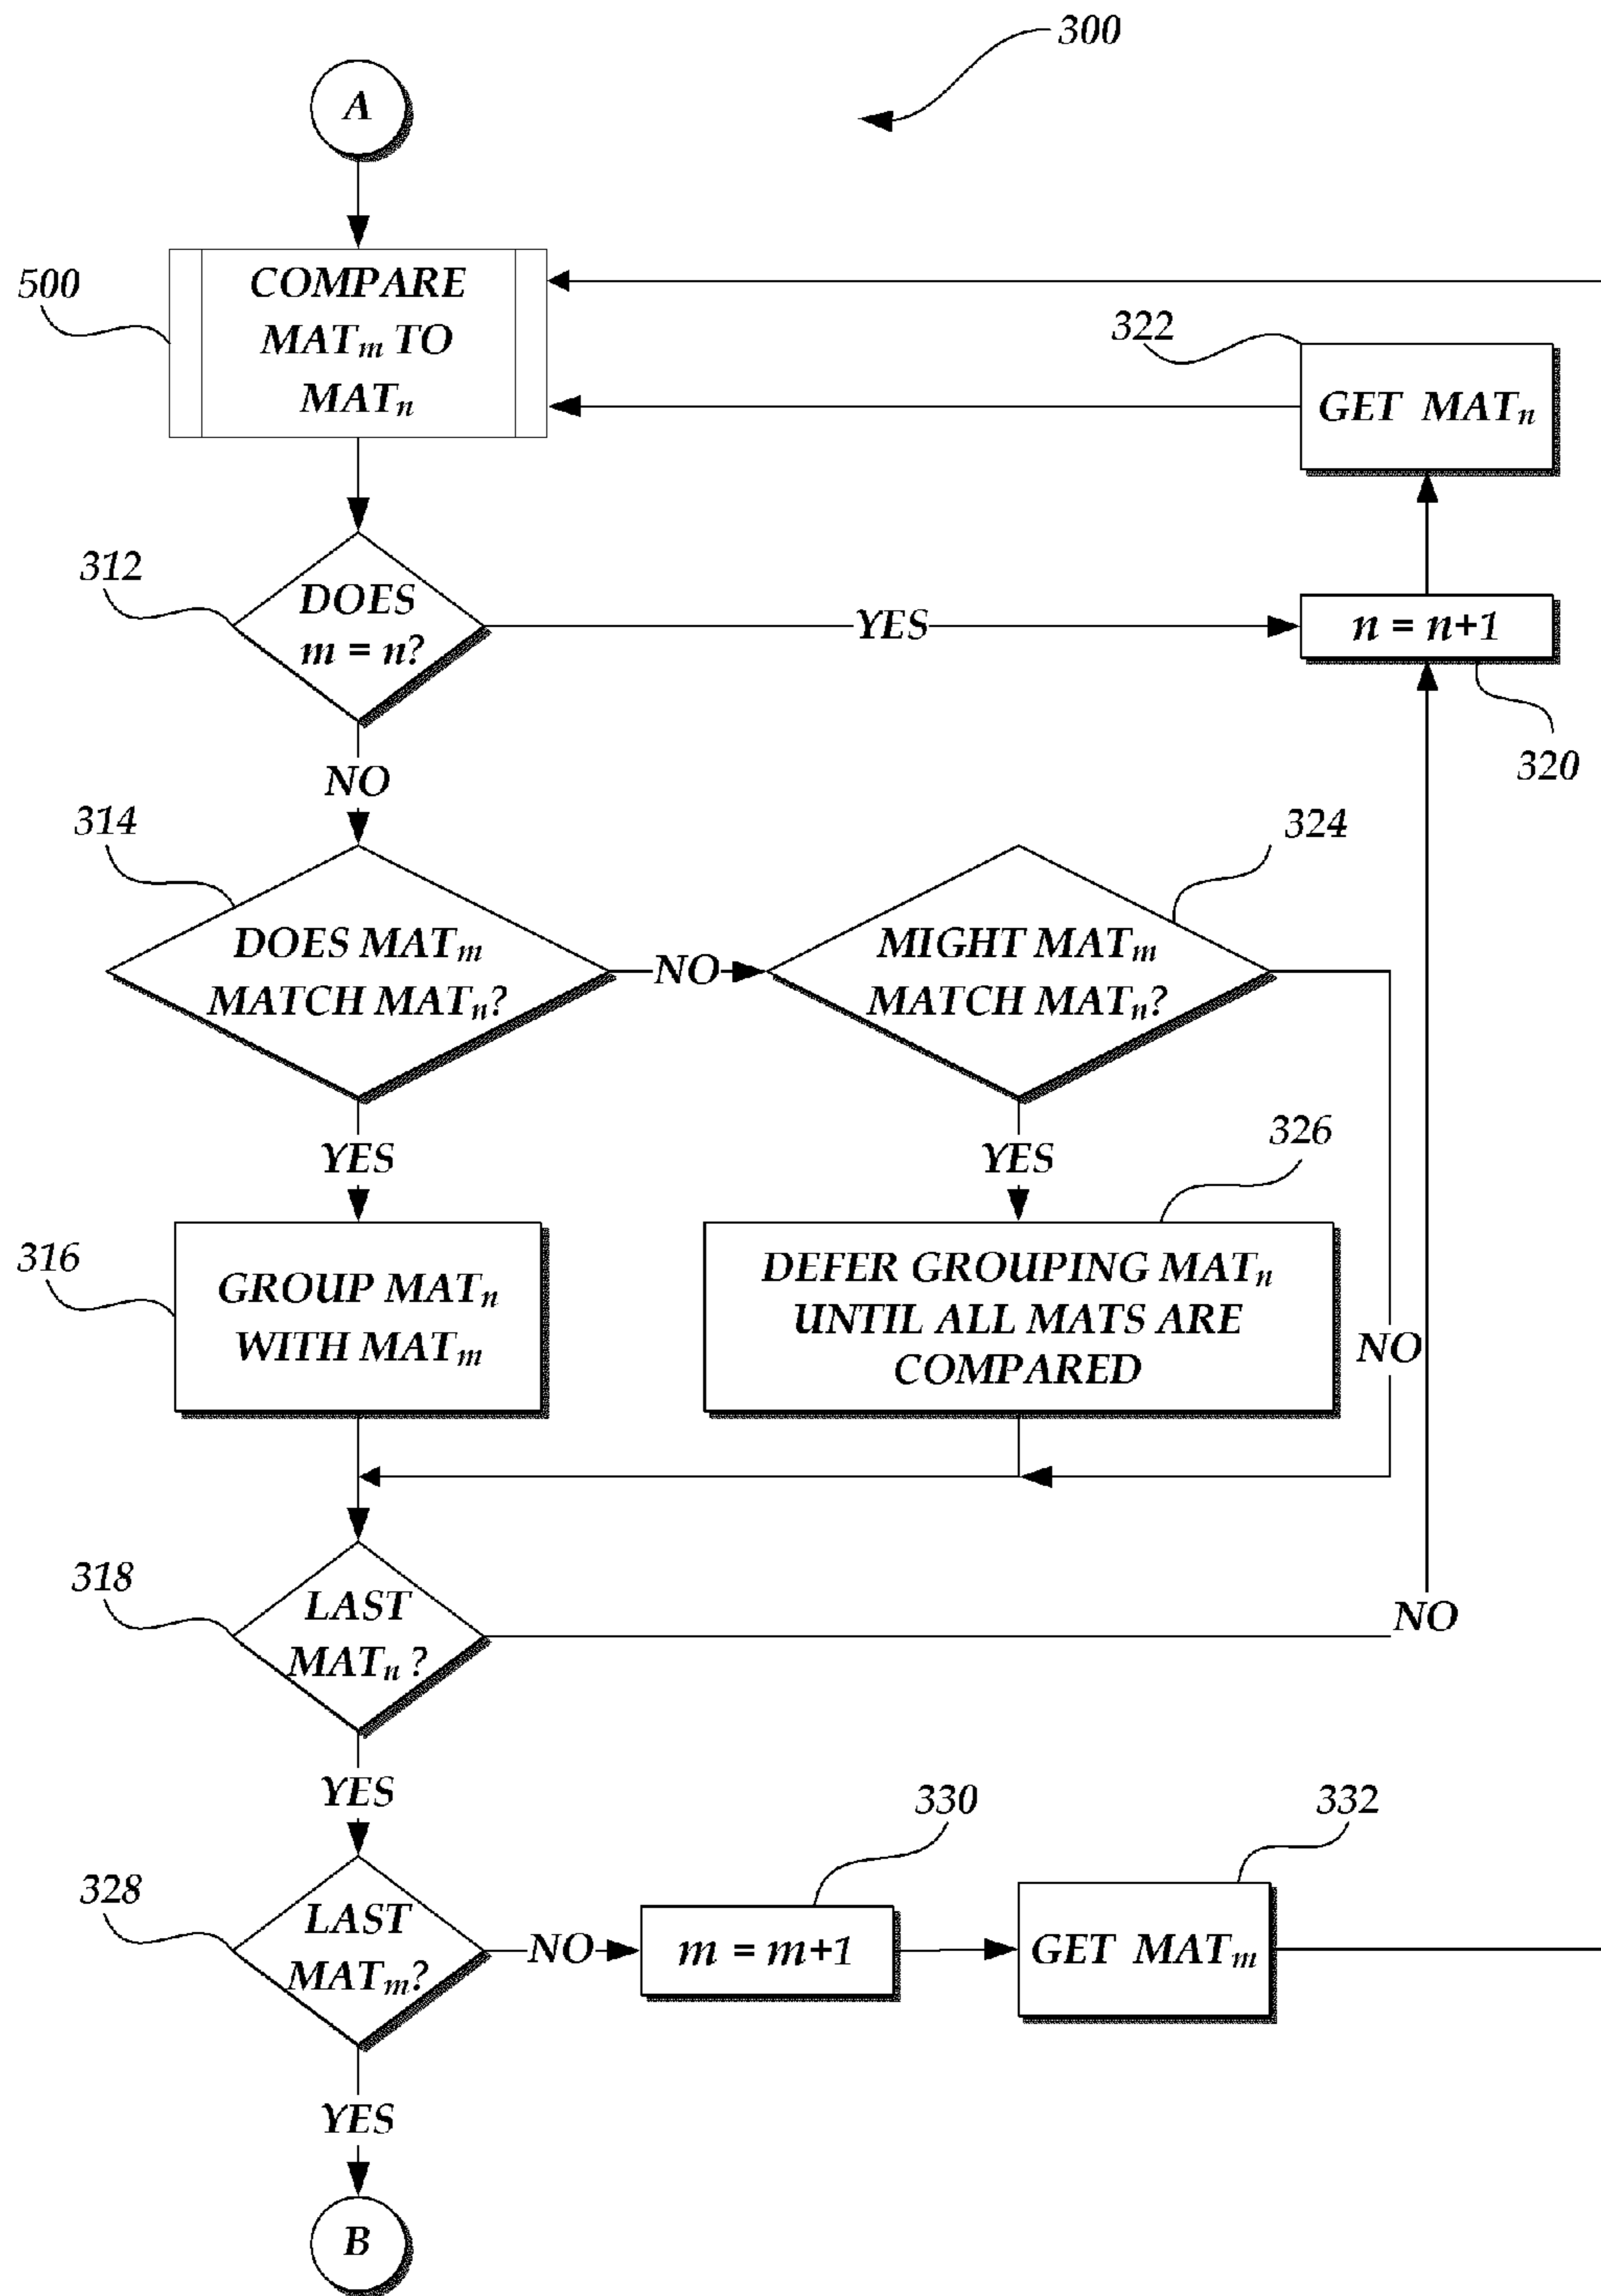 300
A
500
COMPARE
MATm TO
MATn
322
GET MATn
312
DOES
m = n?
YES
n = n+1
320
NO
314
DOES MATm
MATCH MATn?
NO
324
MIGHT MATm
MATCH MATn?
YES
YES
326
316
GROUP MATn
WITH MATm
DEFER GROUPING MATn
UNTIL ALL MATS ARE
COMPARED
NO
318
LAST
MATn ?
NO
YES
328
LAST
MATm?
NO
330
m = m+1
332
GET MATm
YES
B